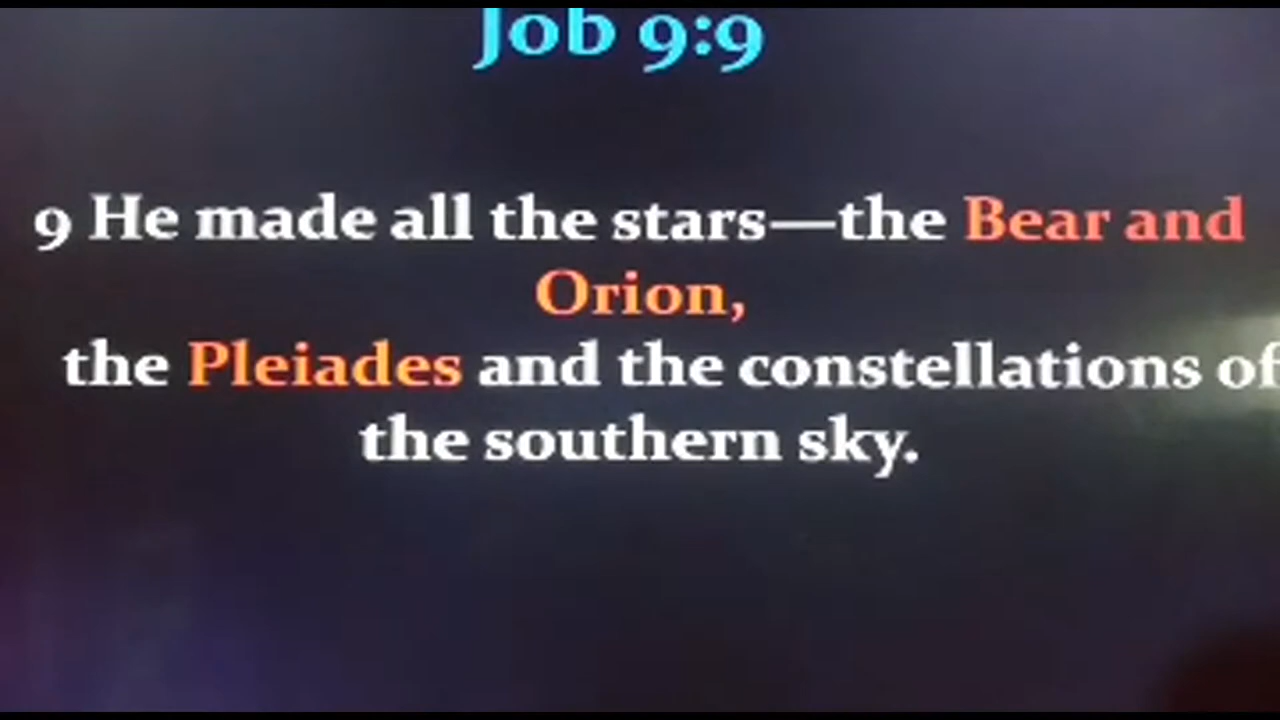 Job 9:9
9 He made all the stars—the Bear and
Orion,
the Pleiades and the constellations of
the southern sky.